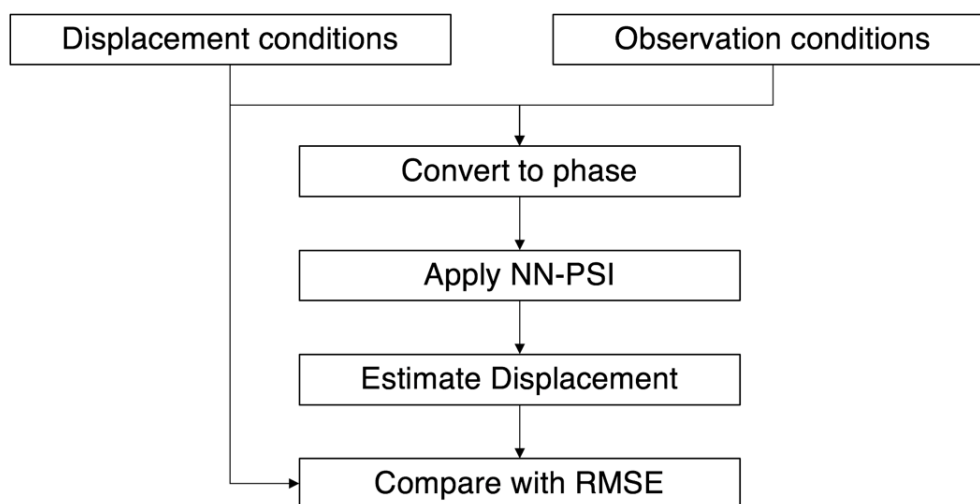 Displacement conditions
Observation conditions
Convert to phase
Apply NN-PSI
Estimate Displacement
Compare with RMSE